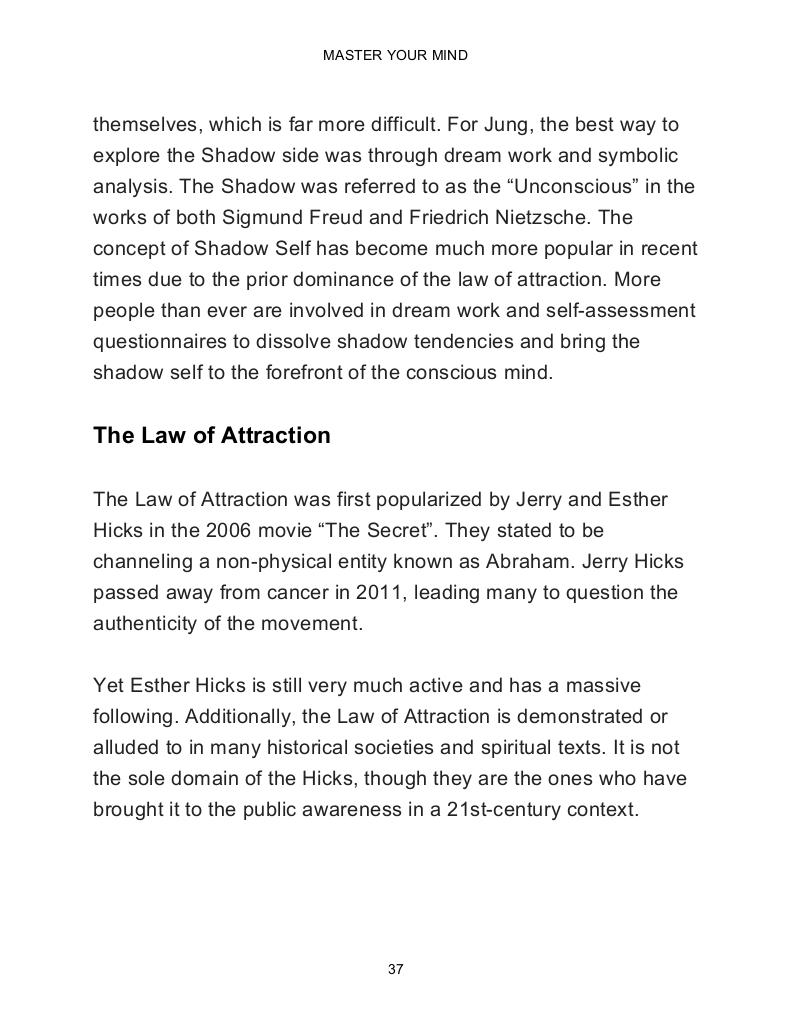 MASTER YOUR MIND
themselves, which is far more difficult. For Jung, the best way to
explore the Shadow side was through dream work and symbolic
analysis. The Shadow was referred to as the “Unconscious” in the
works of both Sigmund Freud and Friedrich Nietzsche. The
concept of Shadow Self has become much more popular in recent
times due to the prior dominance of the law of attraction. More
people than ever are involved in dream work and self-assessment
questionnaires to dissolve shadow tendencies and bring the
shadow self to the forefront of the conscious mind.
The Law of Attraction
The Law of Attraction was first popularized by Jerry and Esther
Hicks in the 2006 movie “The Secret”. They stated to be
channeling a non-physical entity known as Abraham. Jerry Hicks
passed away from cancer in 2011, leading many to question the
authenticity of the movement.
Yet Esther Hicks is still very much active and has a massive
following. Additionally, the Law of Attraction is demonstrated or
alluded to in many historical societies and spiritual texts. It is not
the sole domain of the Hicks, though they are the ones who have
brought it to the public awareness in a 21st-century context.
37